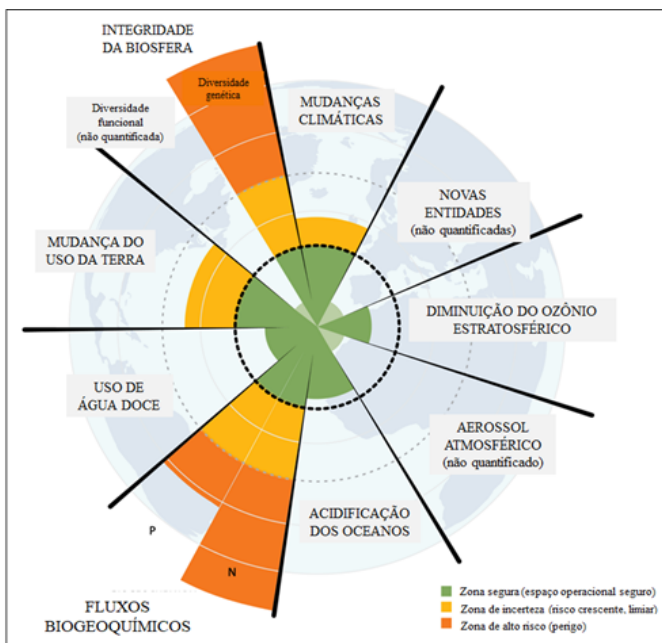 INTEGRIDADE
DA BIOSFERA
Diversidade
genética
Diversidade
funcional
(não quantificada)
MUDANÇAS
CLIMÁTICAS
NOVAS
ENTIDADES
(não quantificadas)
MUDANÇA DO
USO DA TERRA
DIMINUIÇÃO DO OZÔNIO
ESTRATOSFÉRICO
USO DE
ÁGUA DOCE
AEROSSOL
ATMOSFÉRICO
(não quantificado)
ACIDIFICAÇÃO
DOS OCEANOS
P
N
FLUXOS
BIOGEOQUÍMICOS
Zona segura (espaço operacional seguro)
Zona de incerteza (risco crescente, limiar)
Zona de alto risco (perigo)